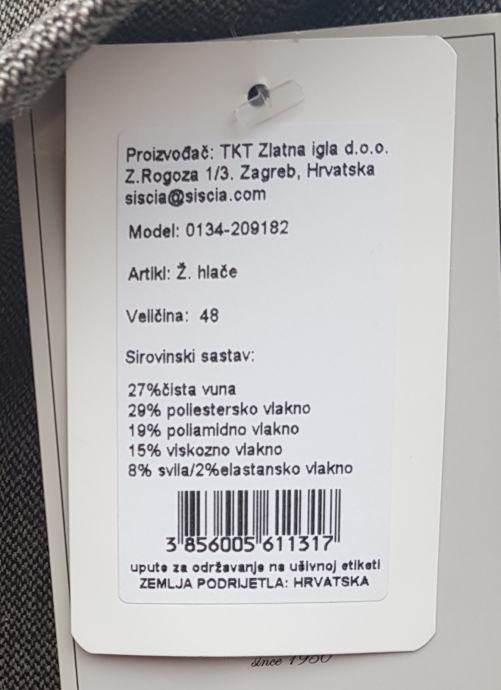 Proizvođač: TKT Zlatna igla d.o.o.
Z.Rogoza 1/3. Zagreb, Hrvatska
siscia@siscia.com
Model: 0134-209182
Artikl: Ž. hlače
Veličina: 48
Sirovinski sastav:
27%čista vuna
29% poliestersko vlakno
19% poliamidno vlakno
15% viskozno vlakno
8% svila/2%elastansko vlakno
3 856005 611317
upute za održavanje na ušivnoj etiketi
ZEMLJA PODRIJETLA: HRVATSKA
since 1980